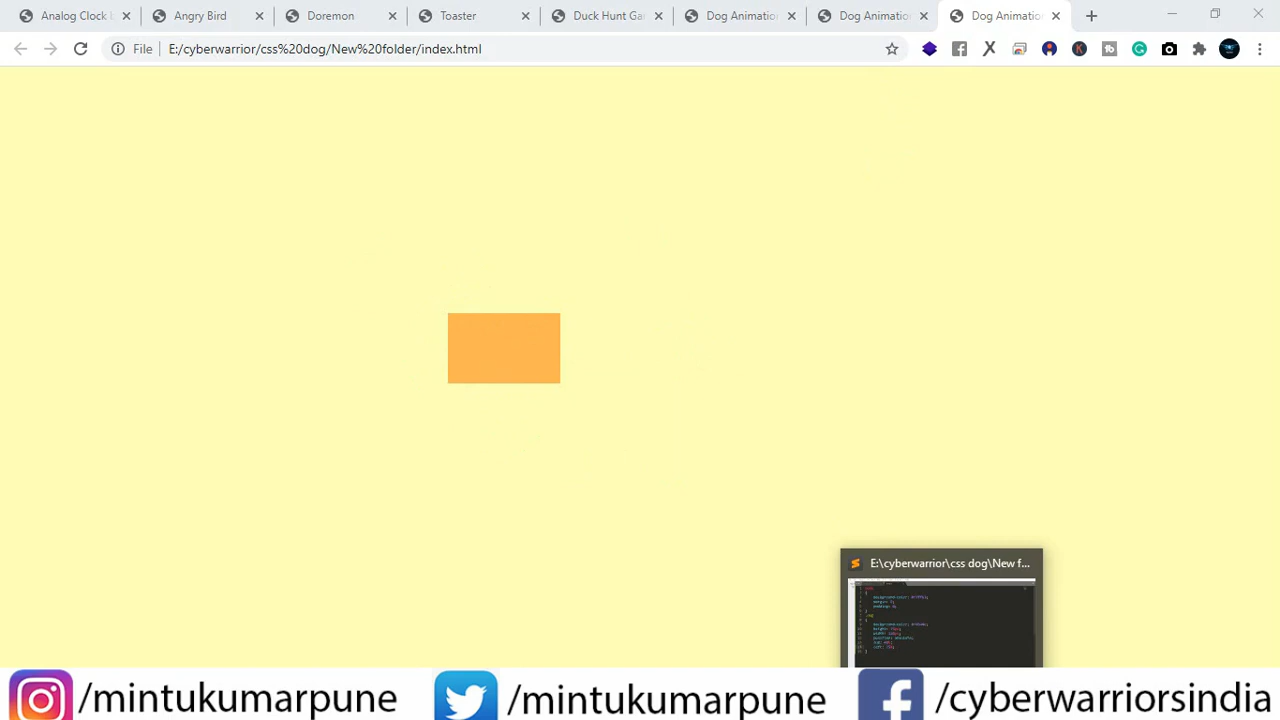 Analog Clock b
Angry Bird
Doremon
Toaster
Duck Hunt Gar
Dog Animatio
Dog Animatio
Dog Animatio
File
E:/cyberwarrior/css%20dog/New%20folder/index.html
E:\cyberwarrior\css dog\New f...
/mintukumarpune
/mintukumarpune
/cyberwarriorsindia